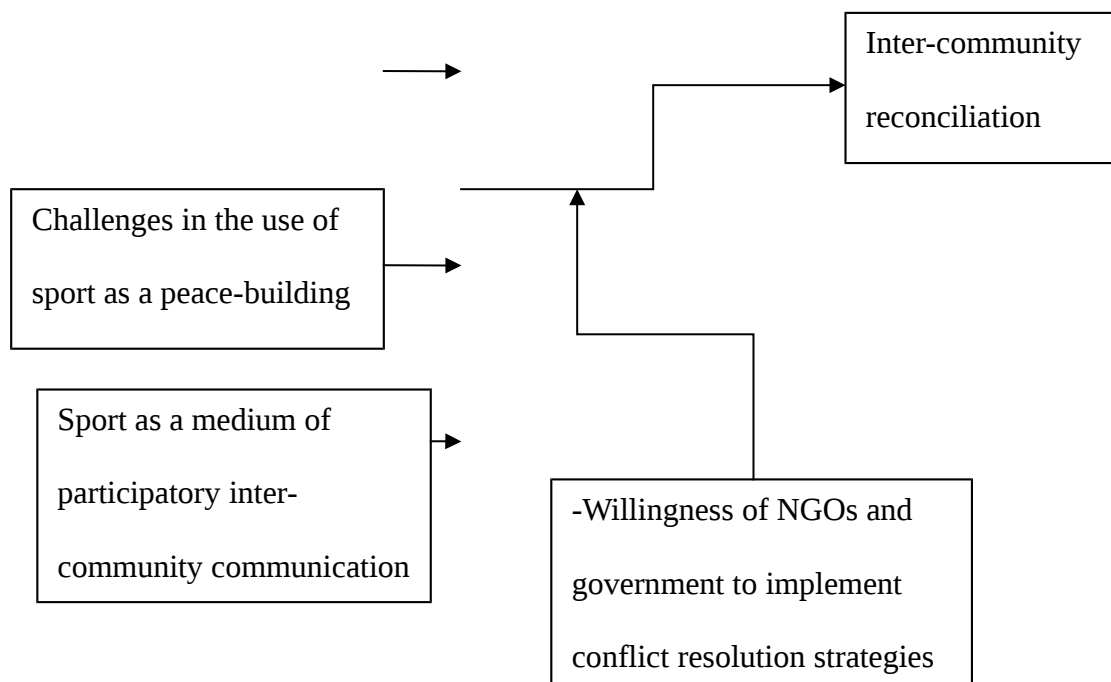 Inter-community
reconciliation
Challenges in the use of
sport as a peace-building
Sport as a medium of
participatory inter-
community communication
-Willingness of NGOs and
government to implement
conflict resolution strategies